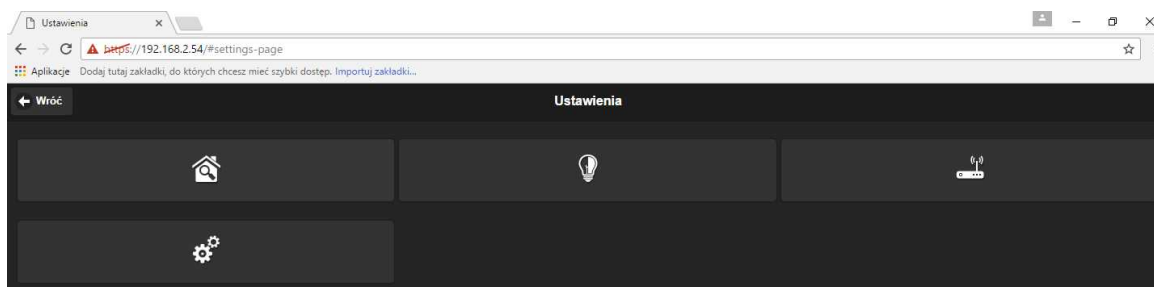 Ustawienia
https://192.168.2.54/#settings-page
Aplikacje Dodaj tutaj zakładki, do których chcesz mieć szybki dostęp. Importuj zakładki...
Wróć Ustawienia